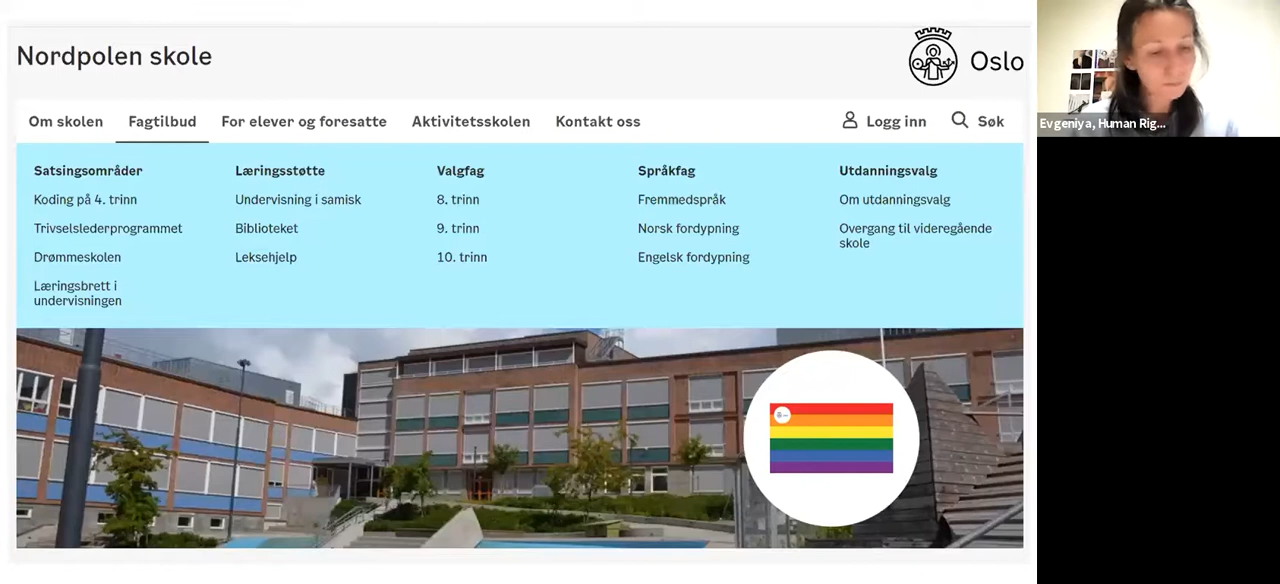 Nordpolen skole
Oslo
Om skolen Fagtilbud For elever og foresatte Aktivitetsskolen Kontakt oss Logg inn Søk
Satsingsområder
Koding på 4. trinn
Trivselslederprogrammet
Drømmeskolen
Læringsbrett i
undervisningen
Læringsstøtte
Undervisning i samisk
Biblioteket
Leksehjelp
Valgfag
8. trinn
9. trinn
10. trinn
Språkfag
Fremmedspråk
Norsk fordypning
Engelsk fordypning
Utdanningsvalg
Om utdanningsvalg
Overgang til videregående
skole
Evgeniya, Human Rig...